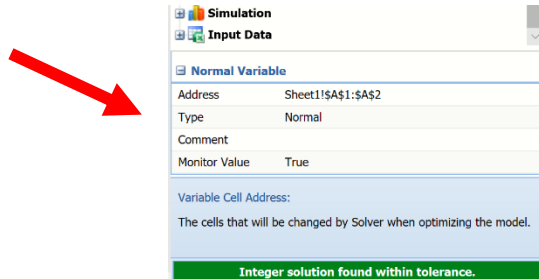 Simulation
Input Data
Normal Variable
Address Sheet1!$A$1:$A$2
Type Normal
Comment
Monitor Value True
Variable Cell Address:
The cells that will be changed by Solver when optimizing the model.
Integer solution found within tolerance.